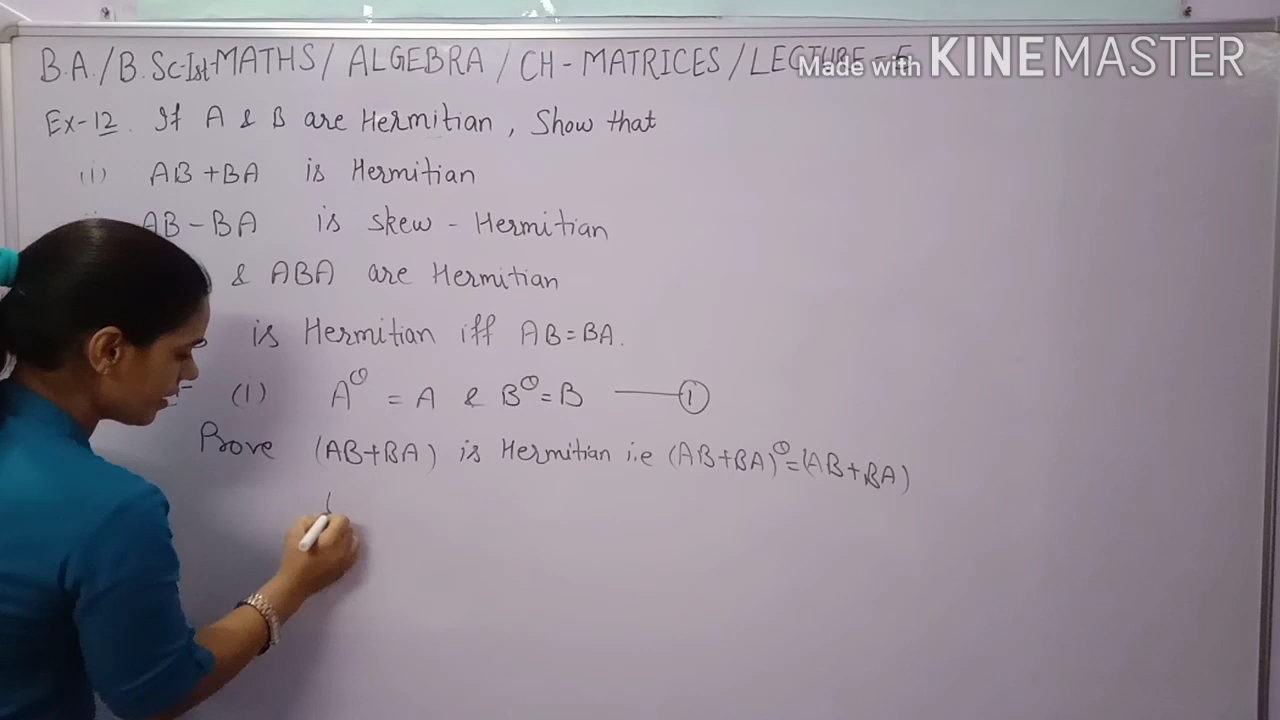 B.A./B.Sc-Ist-MATHS/ALGEBRA/CH-MATRICES/LECTURE-
Made with KINEMASTER
Ex-12. If A & B are Hermitian, Show that
(i) AB+BA is Hermitian
AB-BA is skew-Hermitian
& ABA are Hermitian
is Hermitian iff AB=BA.
(i) A^θ = A & B^θ = B ——①
Prove (AB+BA) is Hermitian i.e (AB+BA)^θ=(AB+BA)
(